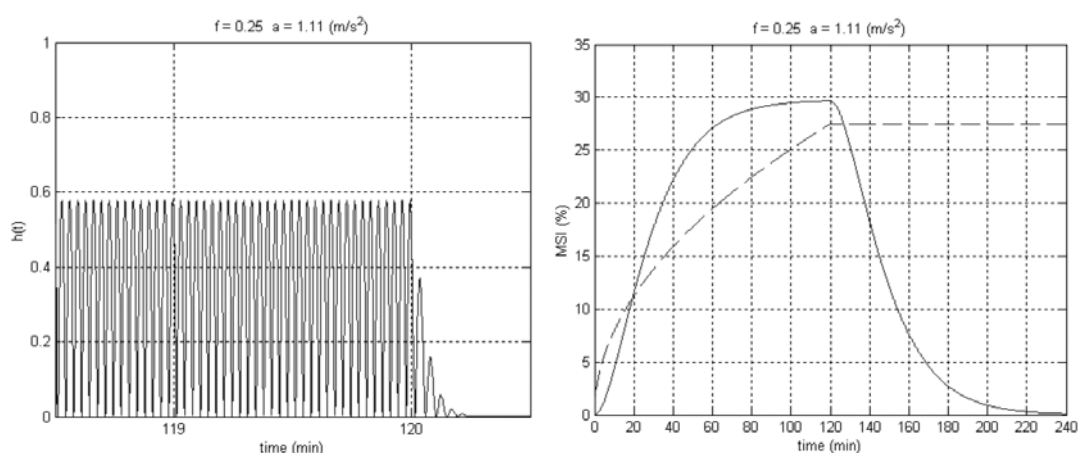 f = 0.25 a = 1.11 (m/s²)
1
0.8
0.6
0.4
0.2
0
h(t)
119
120
time (min)
f = 0.25 a = 1.11 (m/s²)
35
30
25
20
15
10
5
0
MSI (%)
0 20 40 60 80 100 120 140 160 180 200 220 240
time (min)